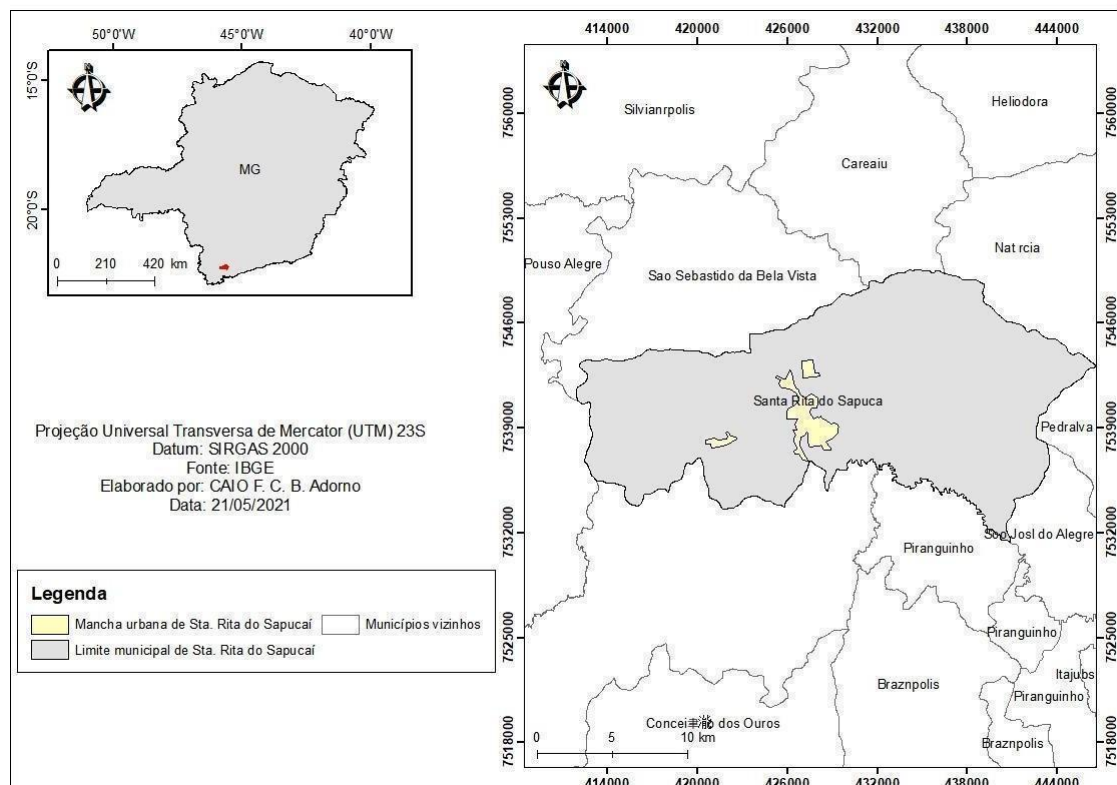 50°0'W
45°0'W
40°0'W
15°0'S
20°0'S
N
MG
0 210 420 km
Projeção Universal Transversa de Mercator (UTM) 23S
Datum: SIRGAS 2000
Fonte: IBGE
Elaborado por: CAIO F. C. B. Adorno
Data: 21/05/2021
Legenda
Mancha urbana de Sta. Rita do Sapucaí
Municípios vizinhos
Limite municipal de Sta. Rita do Sapucaí
414000 420000 426000 432000 438000 444000
7560000
7553000
7546000
7539000
7532000
7525000
7518000
N
Silvianrpolis
Heliodora
Careaiu
Nat rcia
Pouso Alegre
Sao Sebastido da Bela Vista
Santa Rita do Sapuca
Pedralva
Piranguinho
Piranguinho
Itajubs
Braznpolis
Piranguinho
dos Ouros
Braznpolis
0 5 10 km
7560000
7553000
7546000
7539000
7532000
7525000
7518000
414000 420000 426000 432000 438000 444000